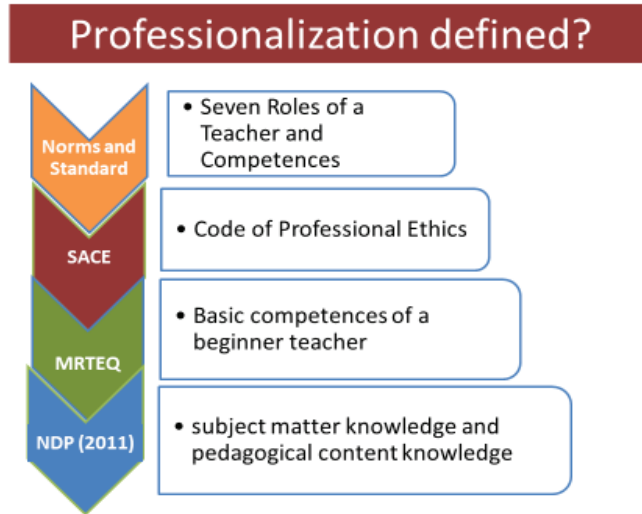 Professionalization defined?
Norms and
Standard
• Seven Roles of a
Teacher and
Competences
SACE
• Code of Professional Ethics
MRTEQ
• Basic competences of a
beginner teacher
NDP (2011)
• subject matter knowledge and
pedagogical content knowledge